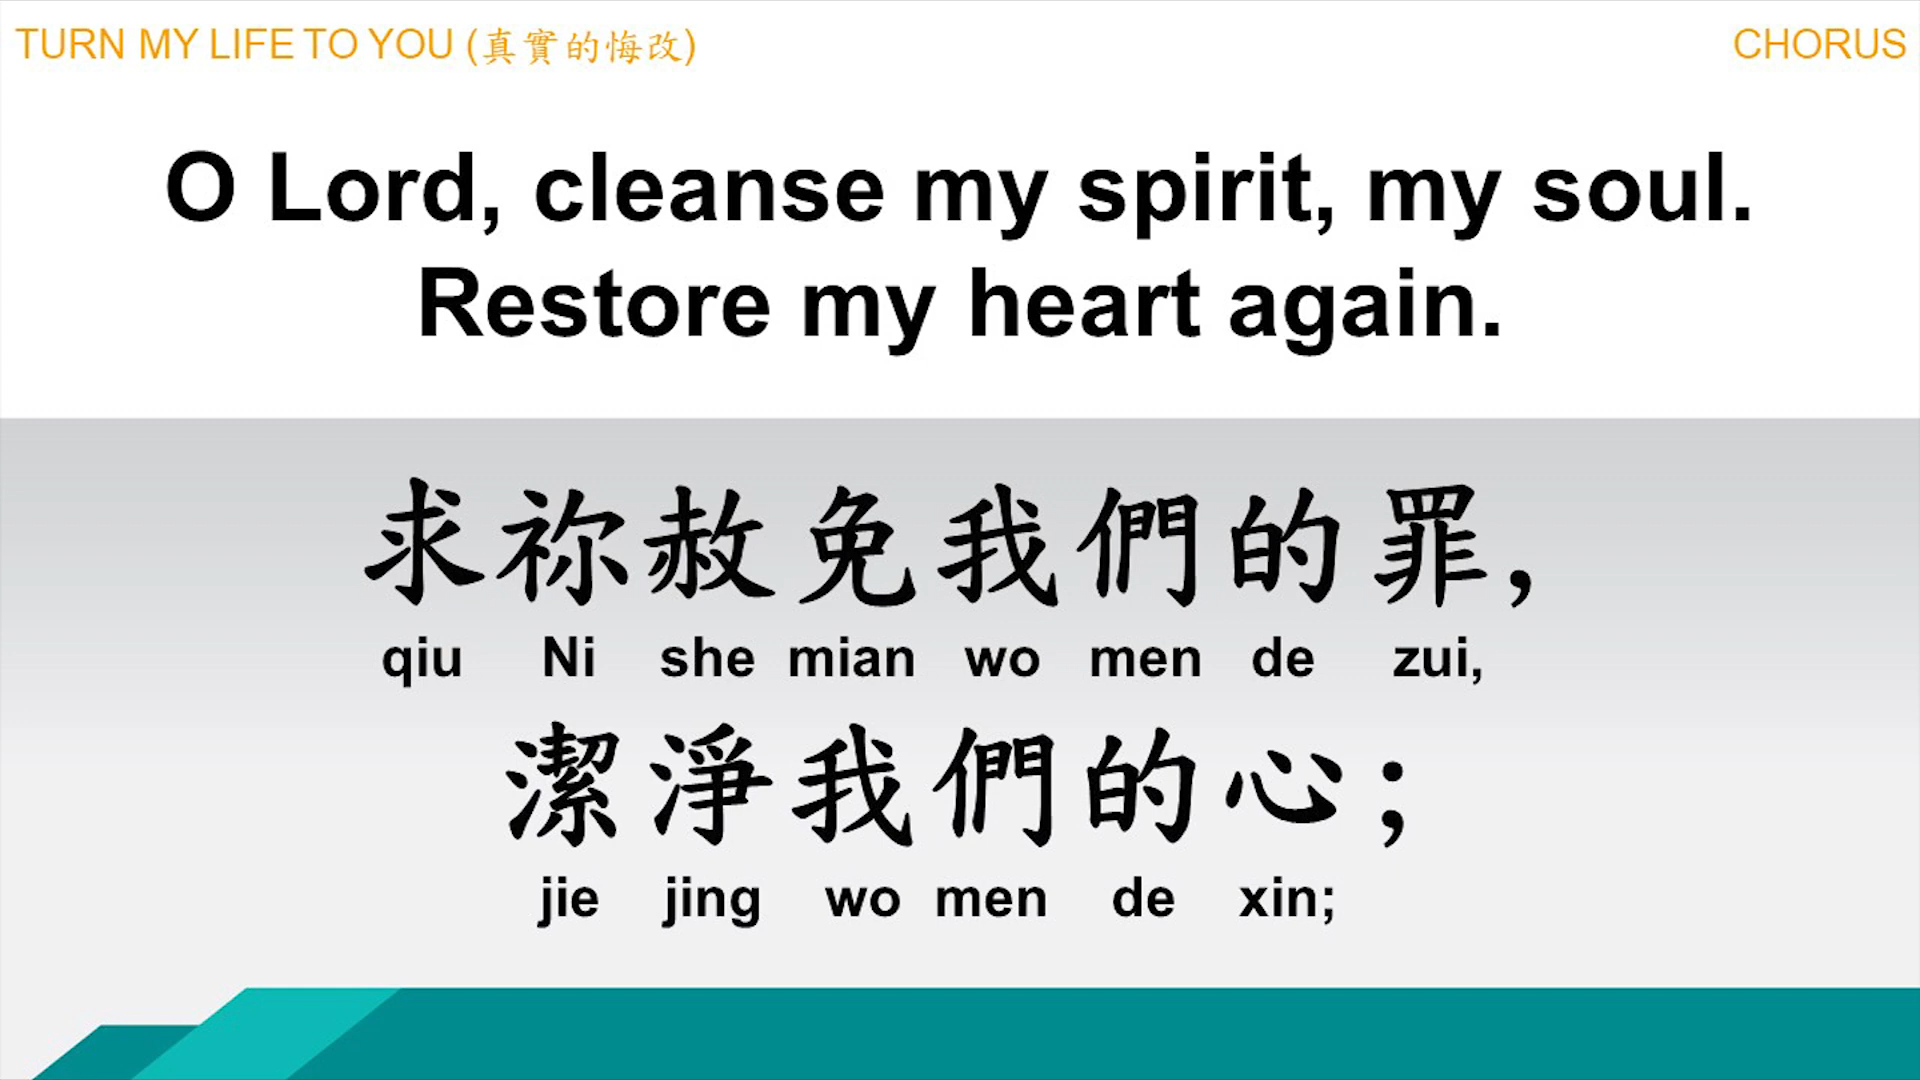 TURN MY LIFE TO YOU (真實的悔改)
CHORUS
O Lord, cleanse my spirit, my soul.
Restore my heart again.
求祢赦免我們的罪,
qiu Ni she mian wo men de zui,
潔淨我們的心;
jie jing wo men de xin;